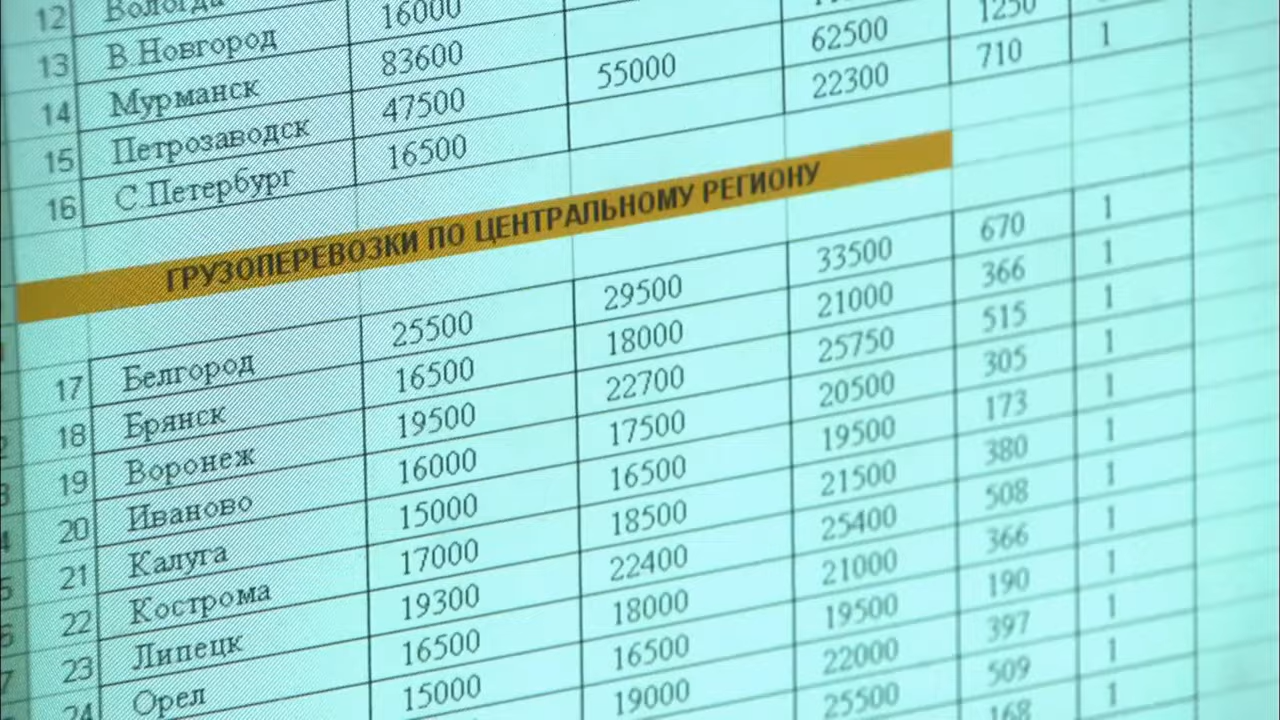 12 Вологда
13 В.Новгород 16000
14 Мурманск 83600
15 Петрозаводск 47500 55000 62500 1250
16 С.Петербург 16500 22300 710 1
ГРУЗОПЕРЕВОЗКИ ПО ЦЕНТРАЛЬНОМУ РЕГИОНУ
17 Белгород 25500 29500 33500 670 1
18 Брянск 16500 18000 21000 366 1
19 Воронеж 19500 22700 25750 515 1
20 Иваново 16000 17500 20500 305 1
21 Калуга 15000 16500 19500 173 1
22 Кострома 17000 18500 21500 380 1
23 Липецк 19300 22400 25400 508 1
24 Орел 16500 18000 21000 366 1
15000 16500 19500 190 1
19000 22000 397 1
25500 509 1
168 1